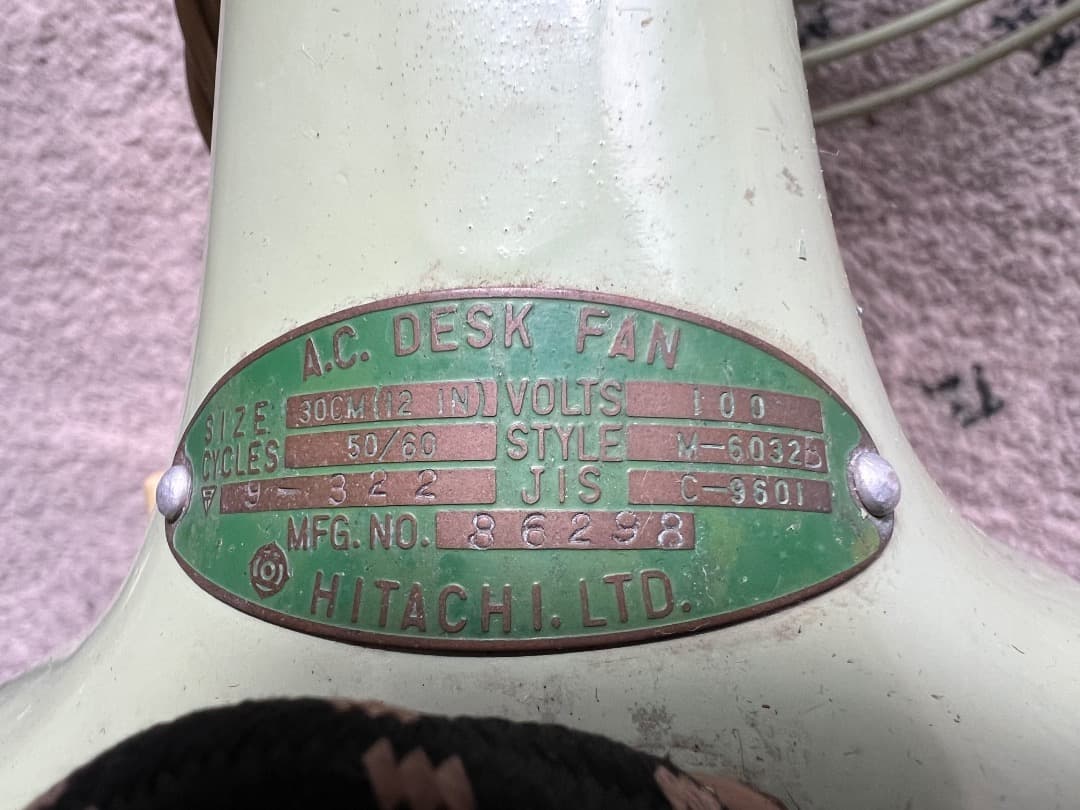 A.C. DESK FAN
SIZE 30CM(12 IN) VOLTS 100
CYCLES 50/60 STYLE M-6032B
▽ 9-322 JIS C-9601
MFG. NO. 86298
HITACHI. LTD.